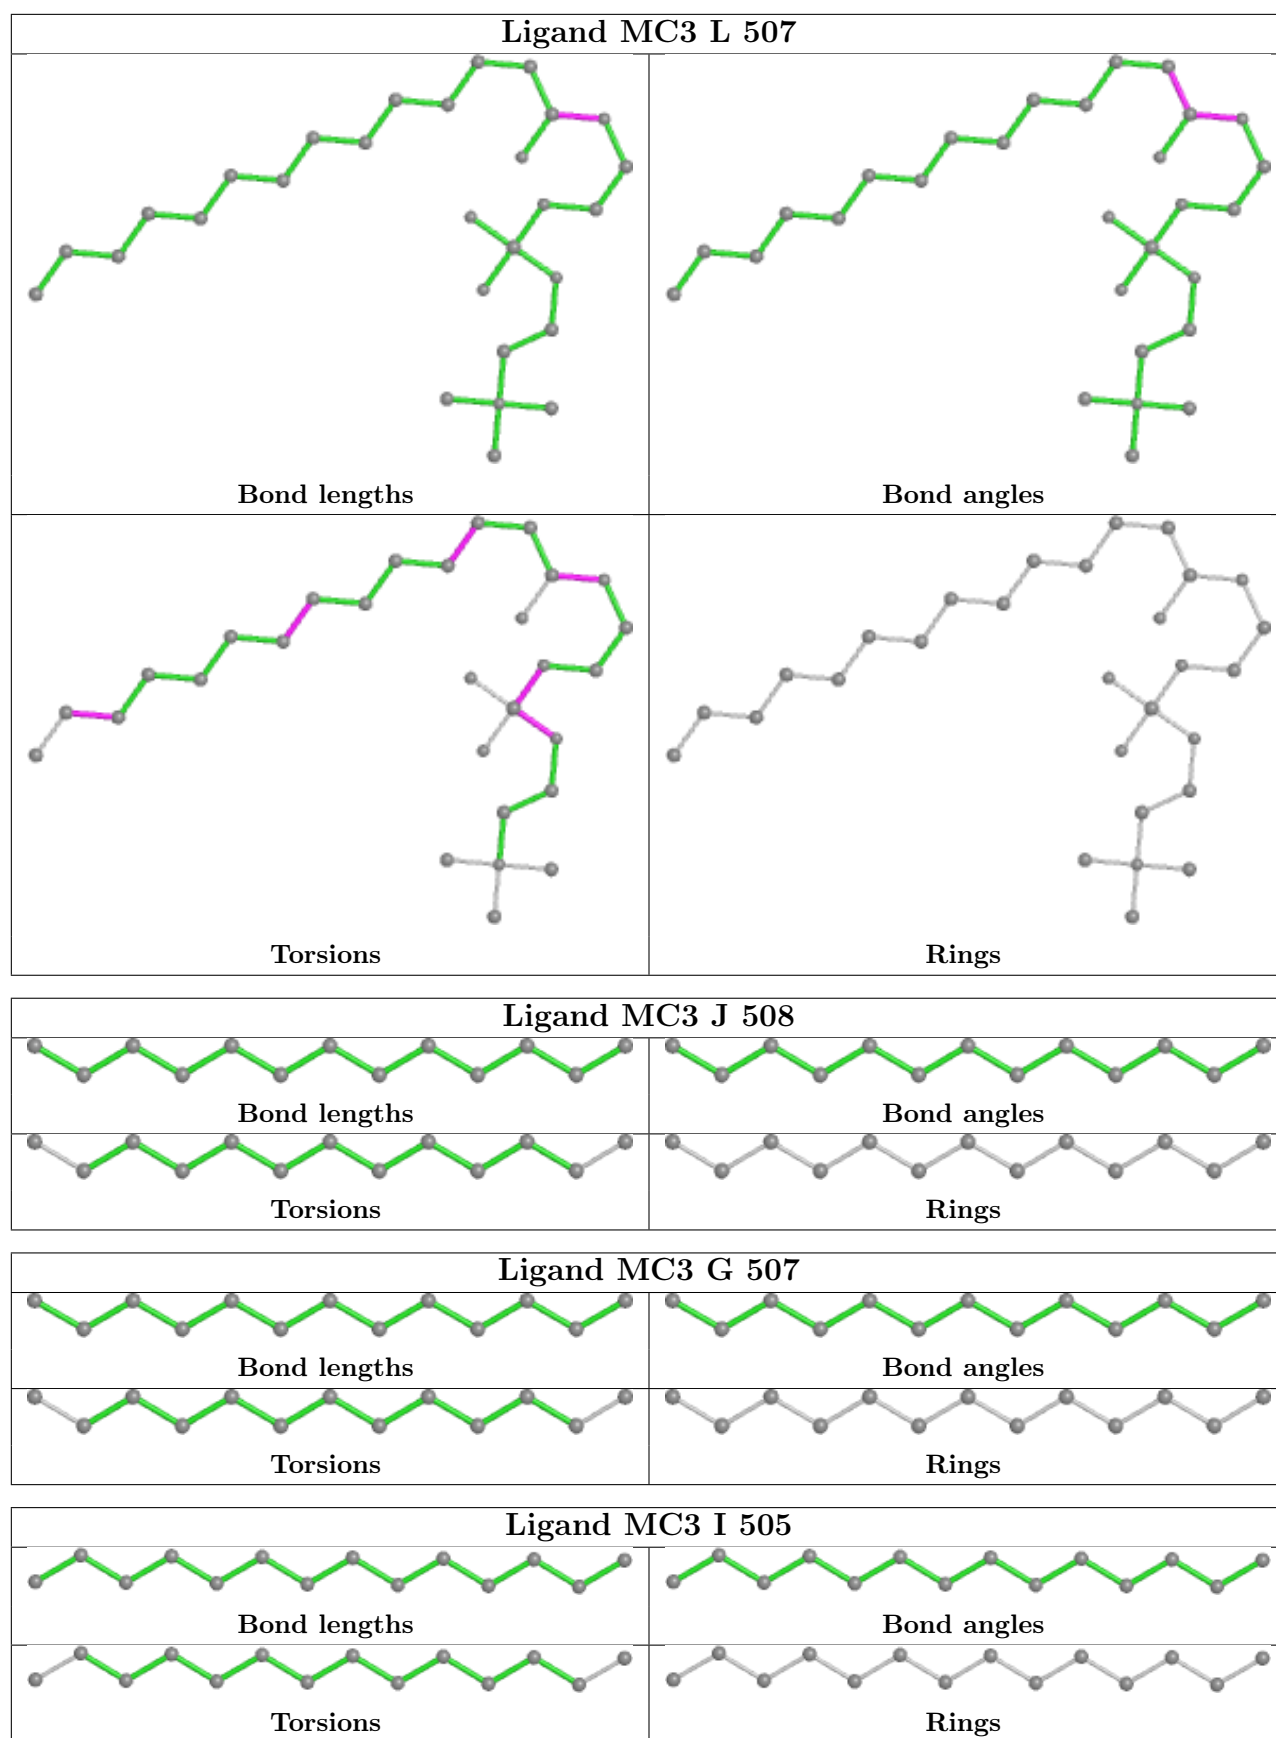 Ligand MC3 L 507
Bond lengths
Bond angles
Torsions
Rings
Ligand MC3 J 508
Bond lengths
Bond angles
Torsions
Rings
Ligand MC3 G 507
Bond lengths
Bond angles
Torsions
Rings
Ligand MC3 I 505
Bond lengths
Bond angles
Torsions
Rings